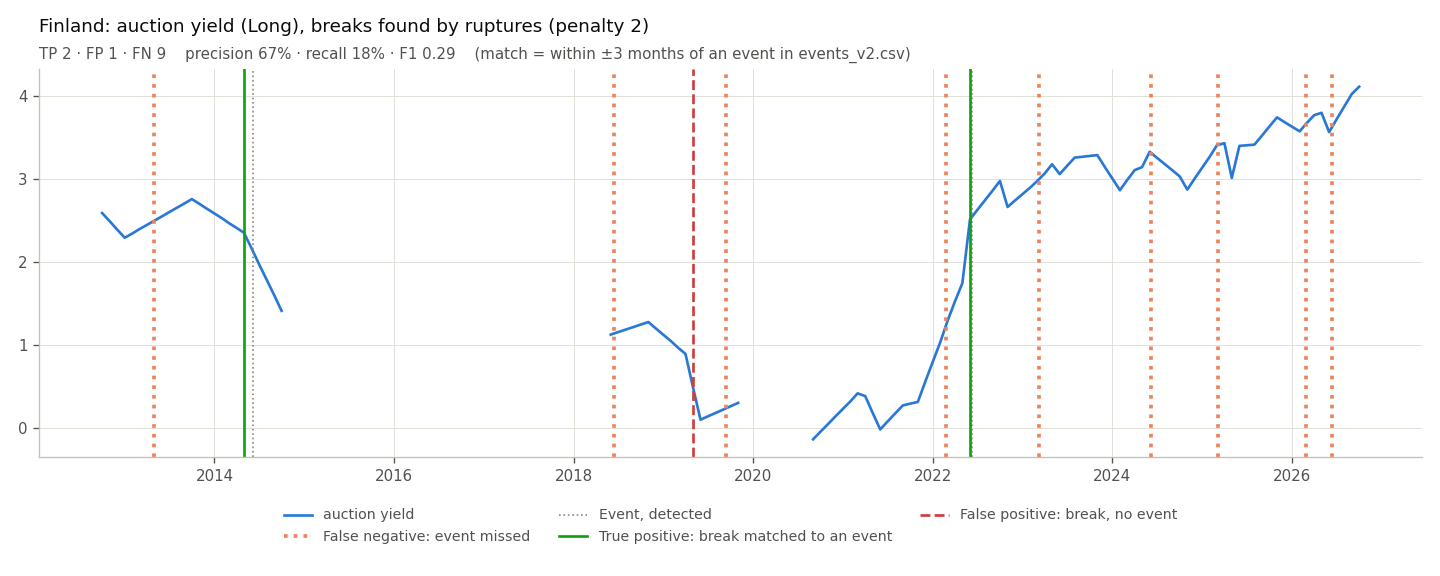 Finland: auction yield (Long), breaks found by ruptures (penalty 2)
TP 2 · FP 1 · FN 9    precision 67% · recall 18% · F1 0.29    (match = within ±3 months of an event in events_v2.csv)
4
3
2
1
0
2014 2016 2018 2020 2022 2024 2026
auction yield    Event, detected    False positive: break, no event
False negative: event missed    True positive: break matched to an event